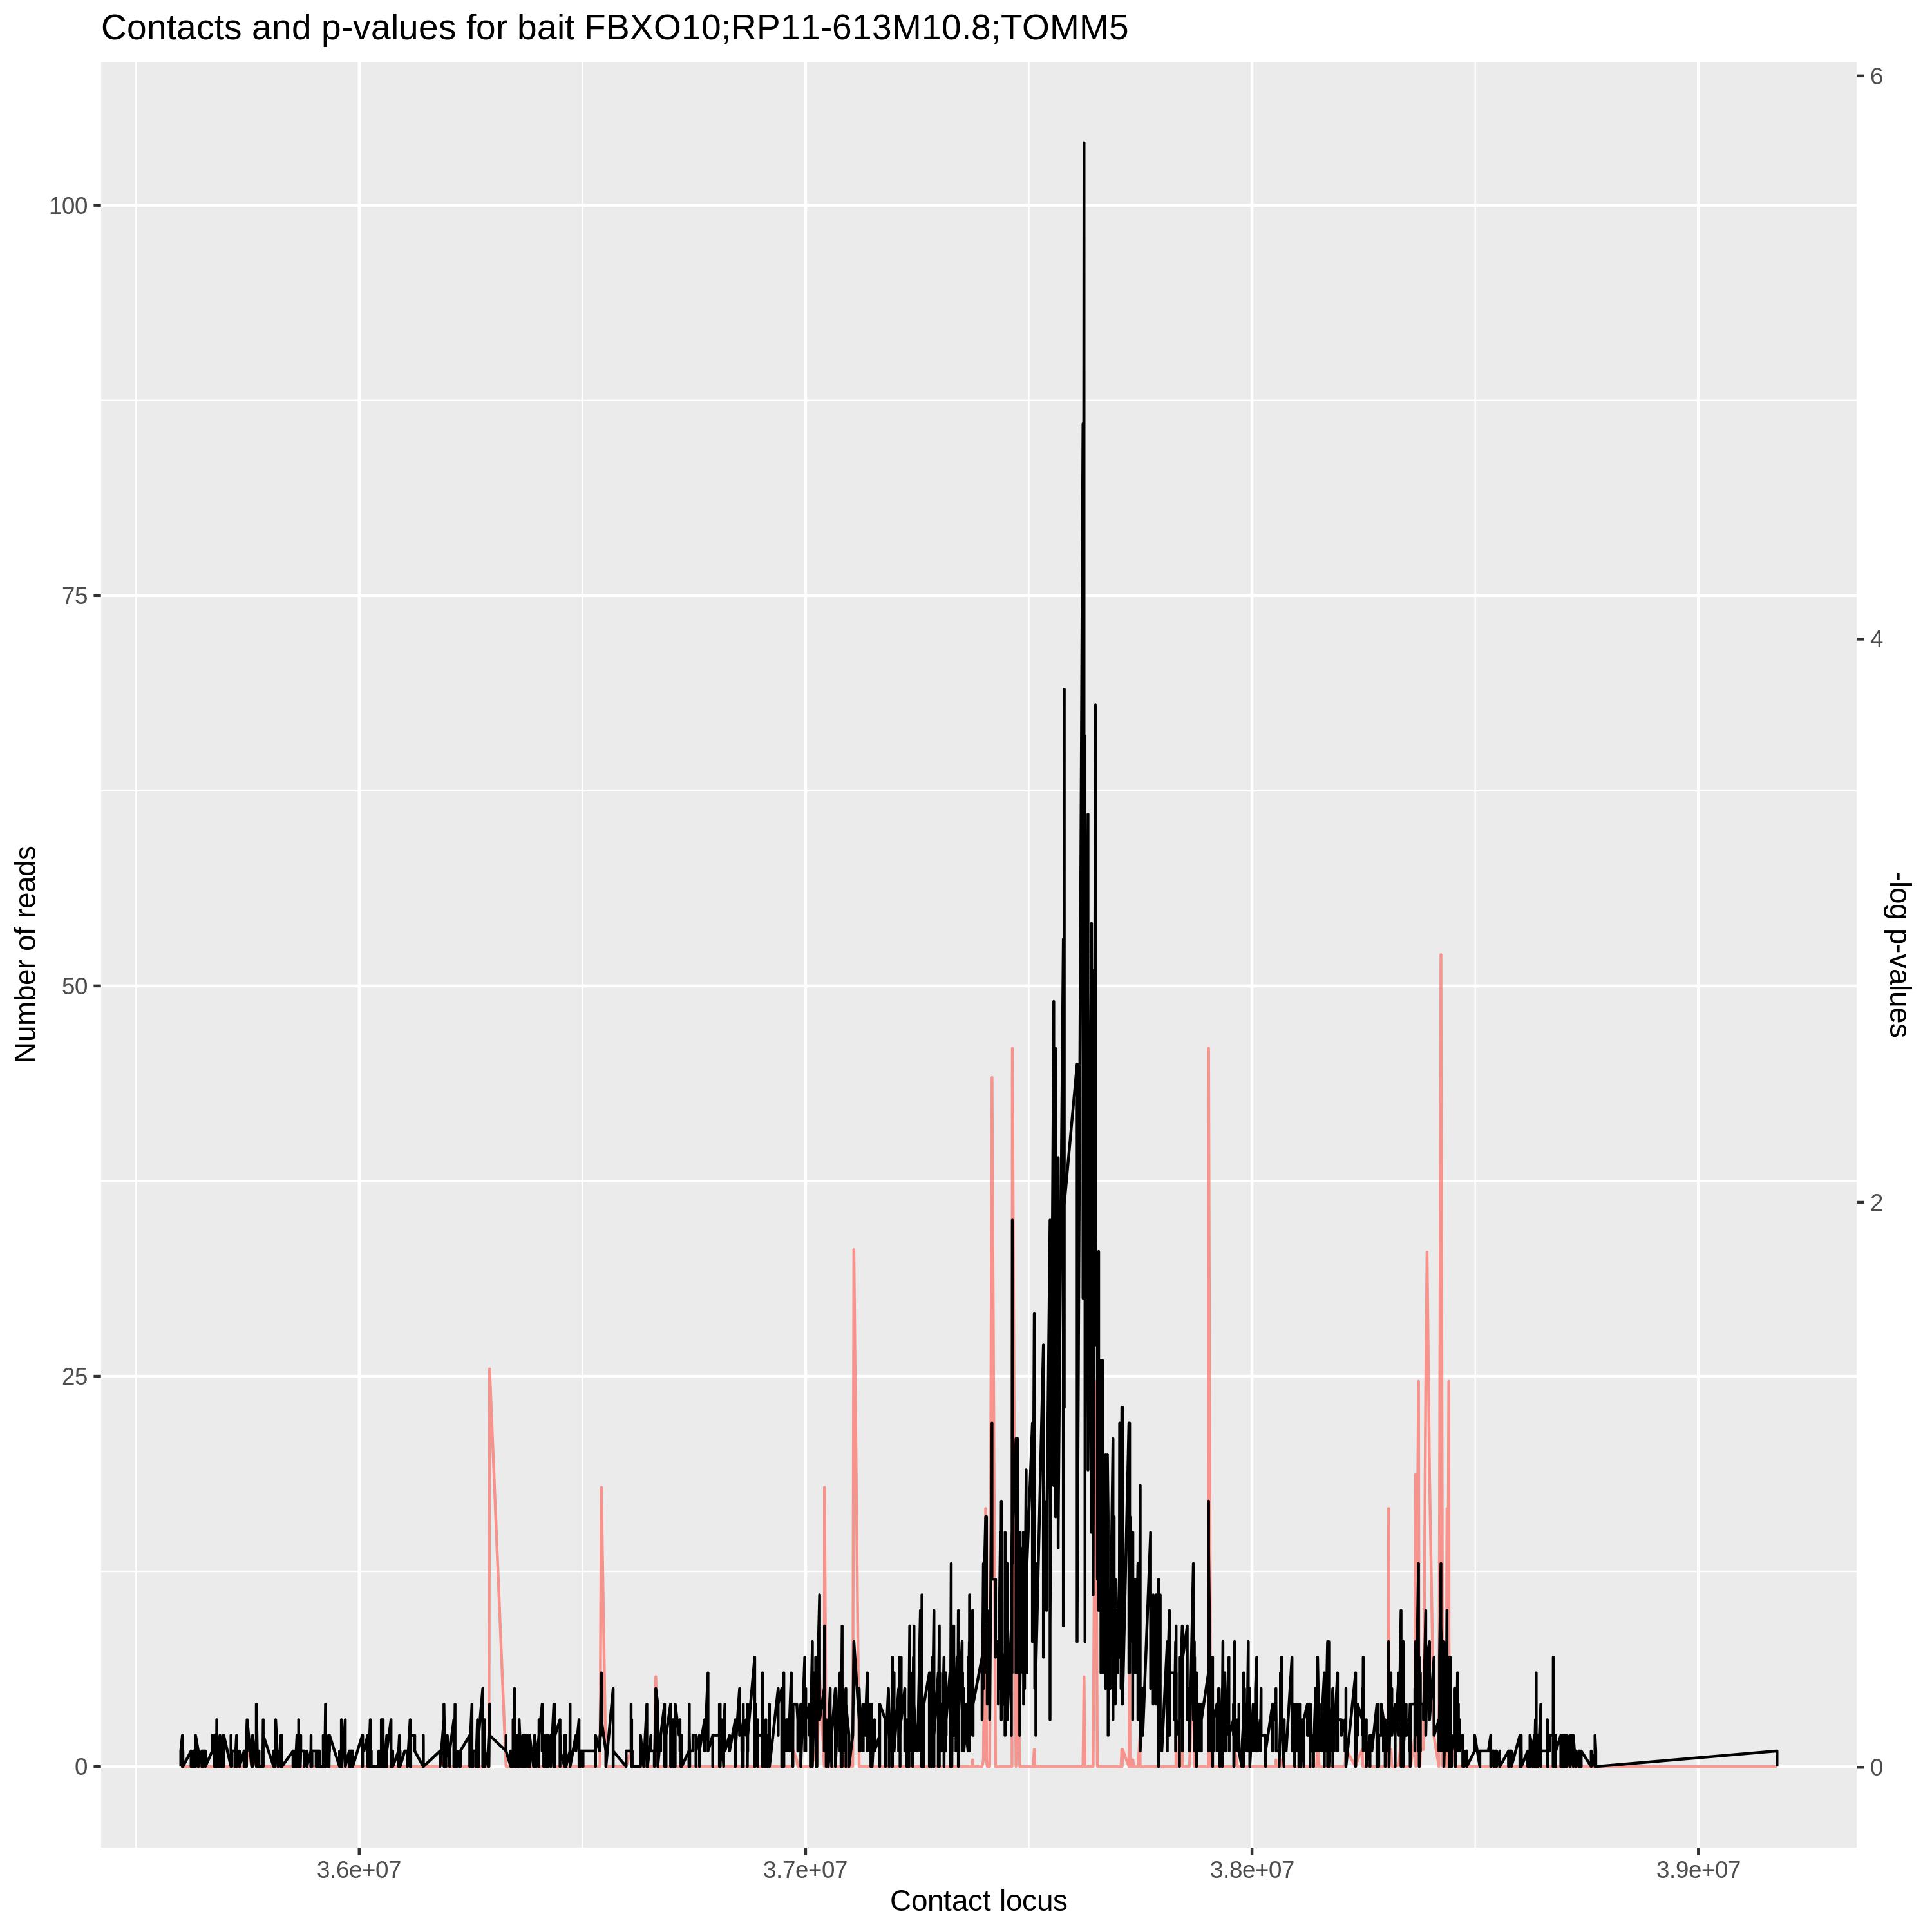 Contacts and p-values for bait FBXO10;RP11-613M10.8;TOMM5
6
100
75
4
Number of reads
-log p-values
50
2
25
0
0
3.6e+07
3.7e+07
3.8e+07
3.9e+07
Contact locus